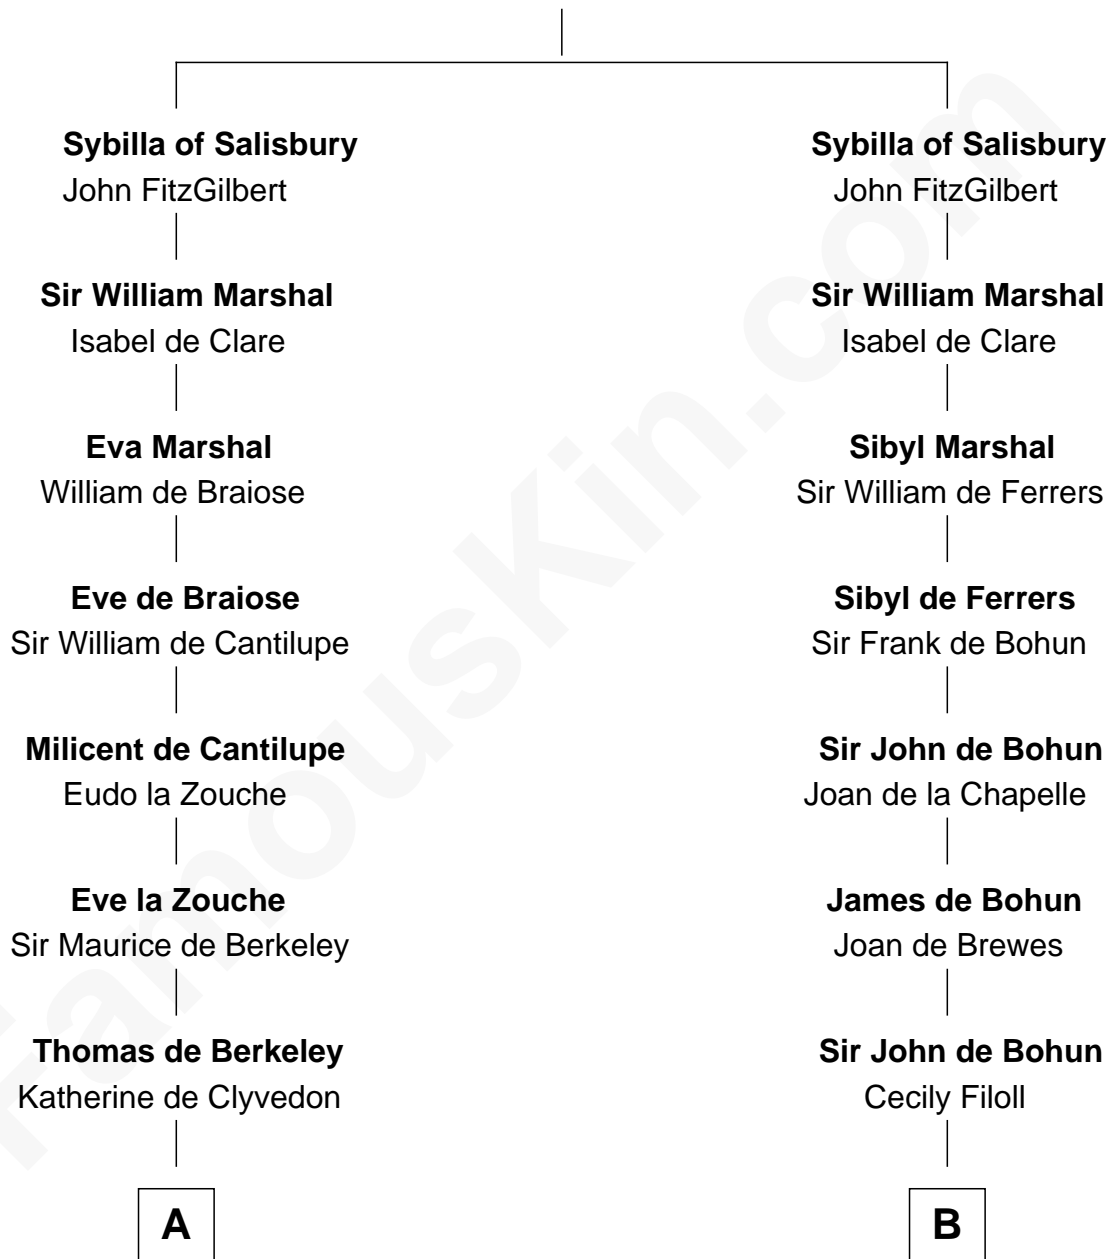 Sybilla of Salisbury
John FitzGilbert
Sir William Marshal
Isabel de Clare
Eva Marshal
William de Braiose
Eve de Braiose
Sir William de Cantilupe
Milicent de Cantilupe
Eudo la Zouche
Eve la Zouche
Sir Maurice de Berkeley
Thomas de Berkeley
Katherine de Clyvedon
A
Sybilla of Salisbury
John FitzGilbert
Sir William Marshal
Isabel de Clare
Sibyl Marshal
Sir William de Ferrers
Sibyl de Ferrers
Sir Frank de Bohun
Sir John de Bohun
Joan de la Chapelle
James de Bohun
Joan de Brewes
Sir John de Bohun
Cecily Filoll
B
FamousKin.com